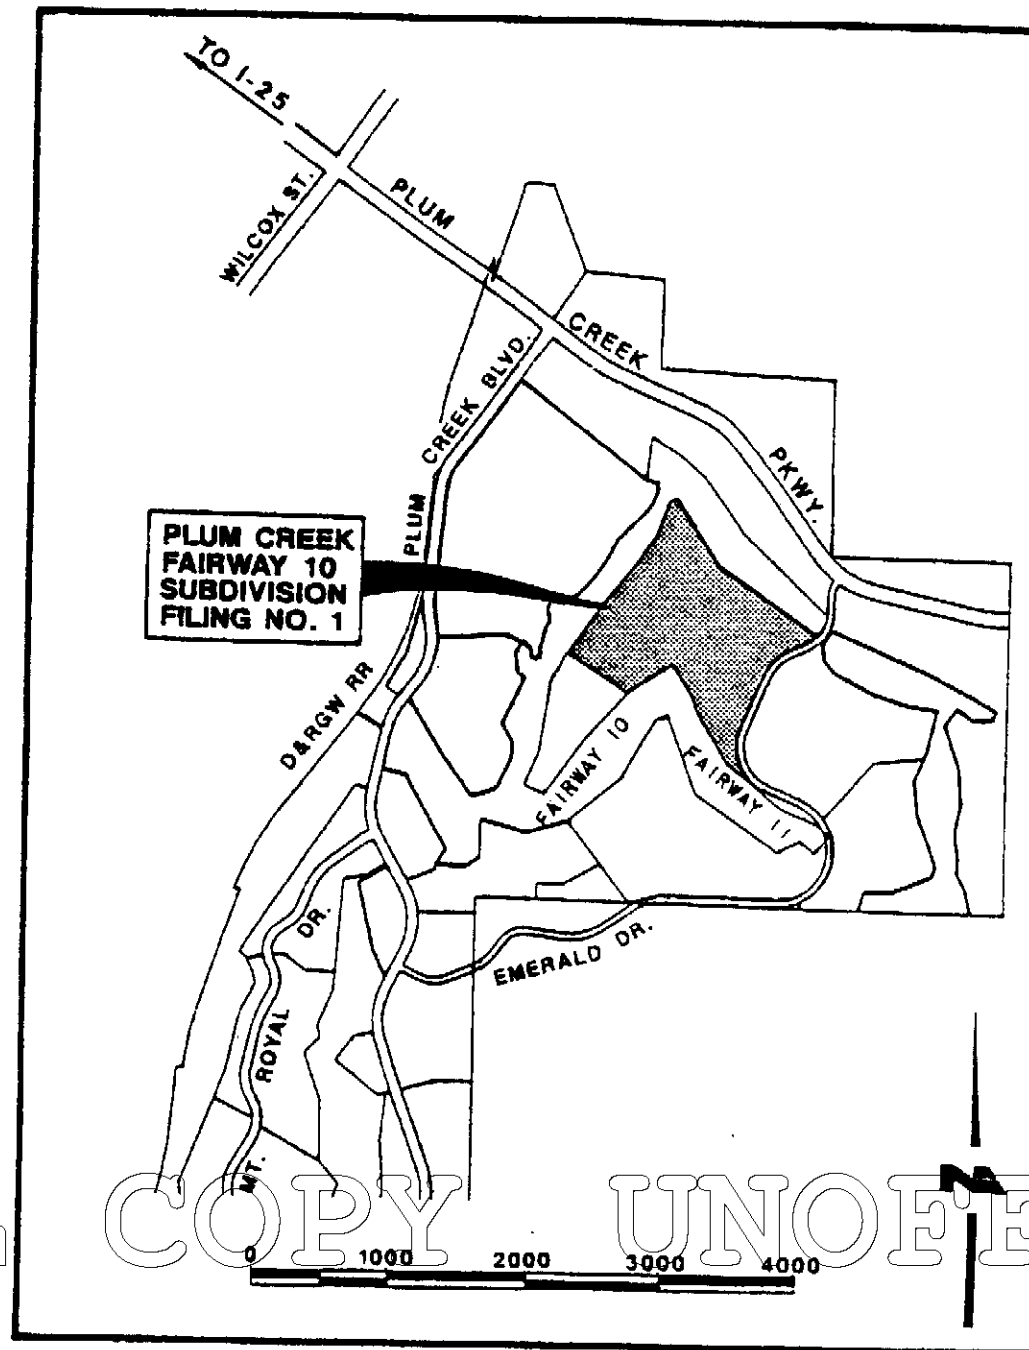 TO I-25
WILCOX ST.
PLUM
CREEK
PKWY.
PLUM CREEK BLVD.
PLUM CREEK
FAIRWAY 10
SUBDIVISION
FILING NO. 1
D&RGW RR
FAIRWAY 10
FAIRWAY 11
EMERALD DR.
MT. ROYAL DR.
N
COPY UNOFF
0 1000 2000 3000 4000